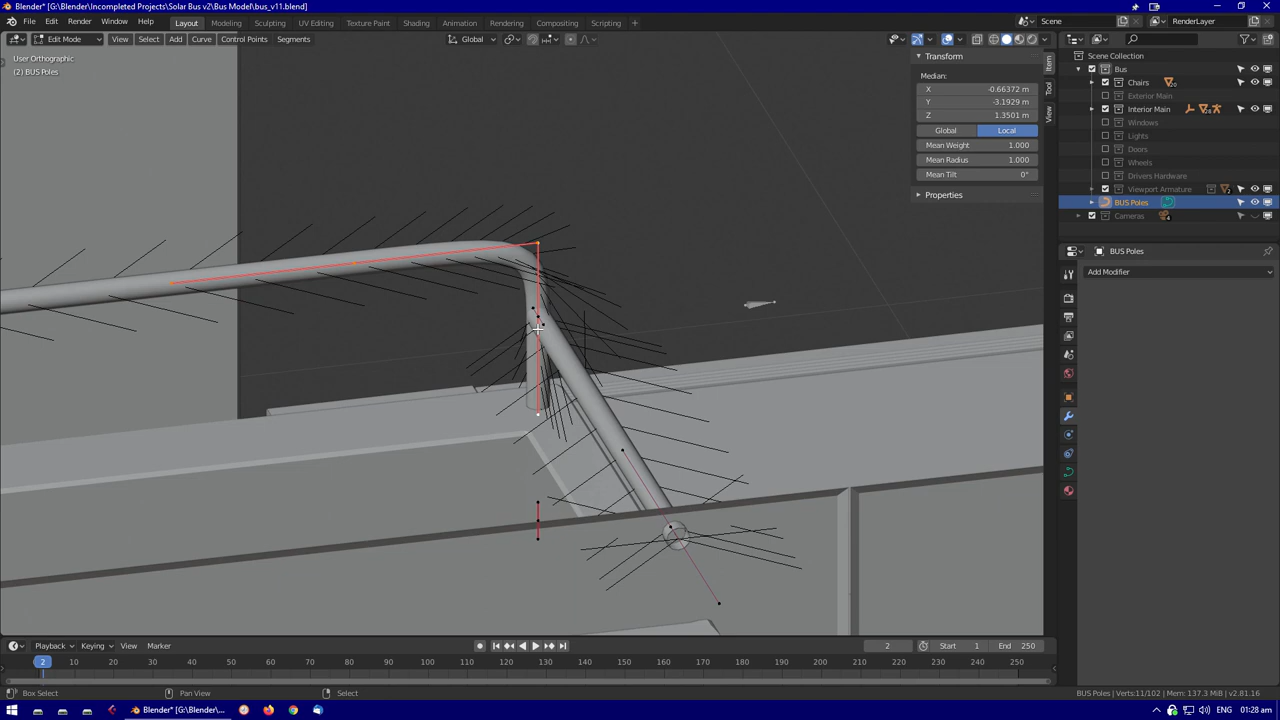 Blender* [G:\Blender\Incompleted Projects\Solar Bus v2\Bus Model\bus_v11.blend]
File Edit Render Window Help
Layout Modeling Sculpting UV Editing Texture Paint Shading Animation Rendering Compositing Scripting +
Scene RenderLayer
Edit Mode View Select Add Curve Control Points Segments Global
User Orthographic
(2) BUS Poles
Transform
Median:
X -0.66372 m
Y -3.1929 m
Z 1.3501 m
Global Local
Mean Weight 1.000
Mean Radius 1.000
Mean Tilt 0°
Properties
Item
Tool
View
Scene Collection
Bus
Chairs 20
Exterior Main
Interior Main
Windows
Lights
Doors
Wheels
Drivers Hardware
Viewport Armature
BUS Poles
Cameras 4
BUS Poles
Add Modifier
Playback Keying View Marker 2 Start 1 End 250
2 10 20 30 40 50 60 70 80 90 100 110 120 130 140 150 160 170 180 190 200 210 220 230 240 250
Box Select Pan View Select BUS Poles | Verts:11/102 | Mem: 137.3 MiB | v2.81.16
Blender* [G:\Blender\... ENG 01:28 am